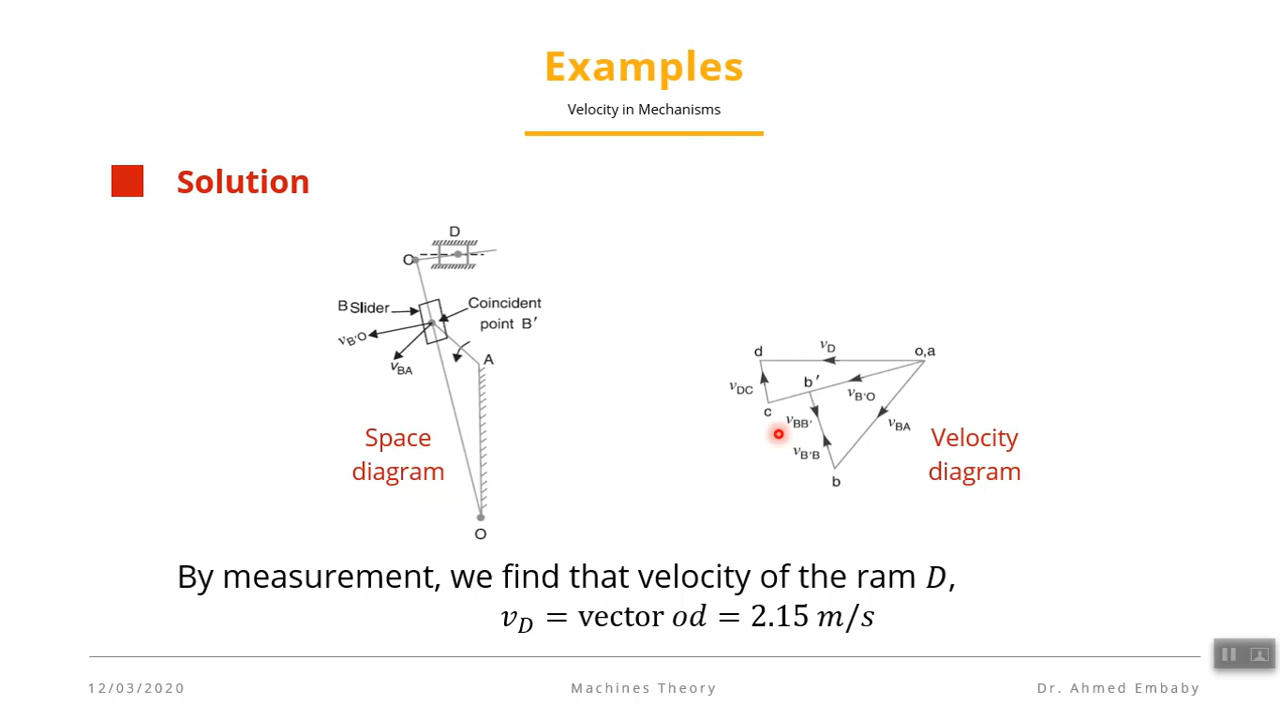 Examples
Velocity in Mechanisms
Solution
D
C
B Slider
Coincident
point B′
vB′O
vBA
A
Space
diagram
O
d
vD
o,a
vDC
b′
vB′O
c
vBB′
vBA
vB′B
b
Velocity
diagram
By measurement, we find that velocity of the ram D,
vD = vector od = 2.15 m/s
12/03/2020
Machines Theory
Dr. Ahmed Embaby